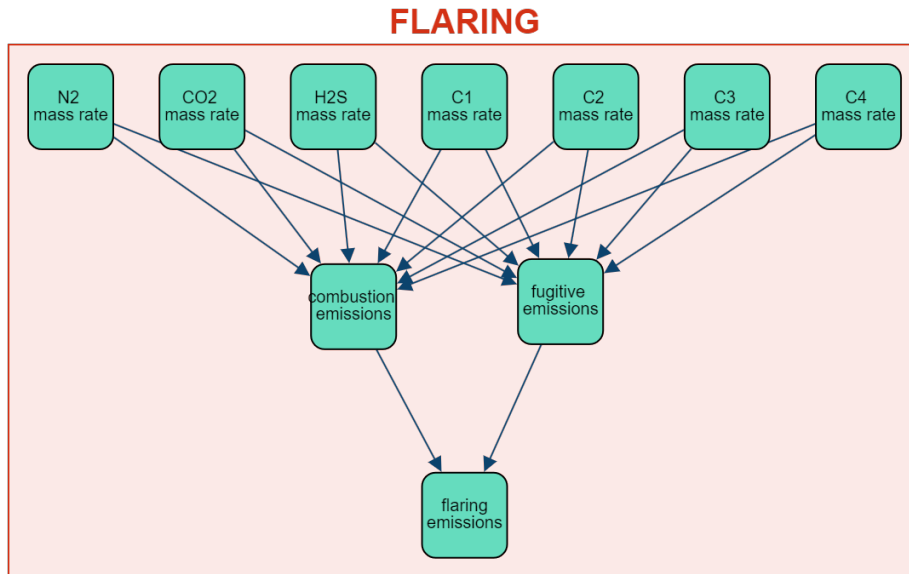 FLARING
N2
mass rate
CO2
mass rate
H2S
mass rate
C1
mass rate
C2
mass rate
C3
mass rate
C4
mass rate
combustion
emissions
fugitive
emissions
flaring
emissions